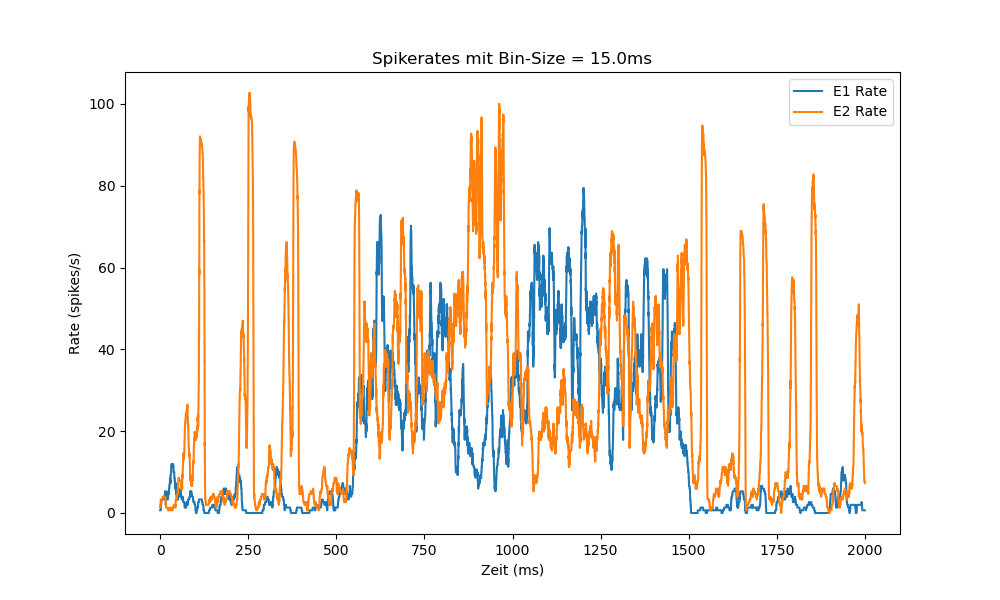 Spikerates mit Bin-Size = 15.0ms
E1 Rate
E2 Rate
100
80
60
40
20
0
Rate (spikes/s)
0 250 500 750 1000 1250 1500 1750 2000
Zeit (ms)